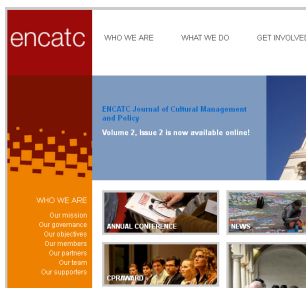 encatc
WHO WE ARE
WHAT WE DO
GET INVOLVED
ENCATC Journal of Cultural Management
and Policy
Volume 2, Issue 2 is now available online!
WHO WE ARE
Our mission
Our governance
Our objectives
Our members
Our partners
Our team
Our supporters
ANNUAL CONFERENCE
NEWS
CPRAWARD